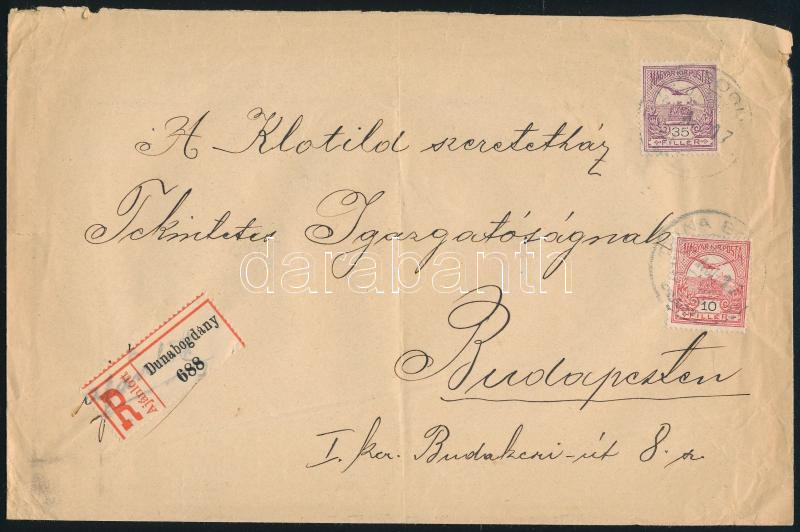 MAGYAR KIR. POSTA
35
FILLÉR
A Klotild szeretetház
Tekintetes Igazgatóságnak
MAGYAR KIR. POSTA
10
FILLÉR
darabanth
R
Ajánlott
Dunabogdány
688
Budapesten
I. ker. Budakeszi-út 8. sz.